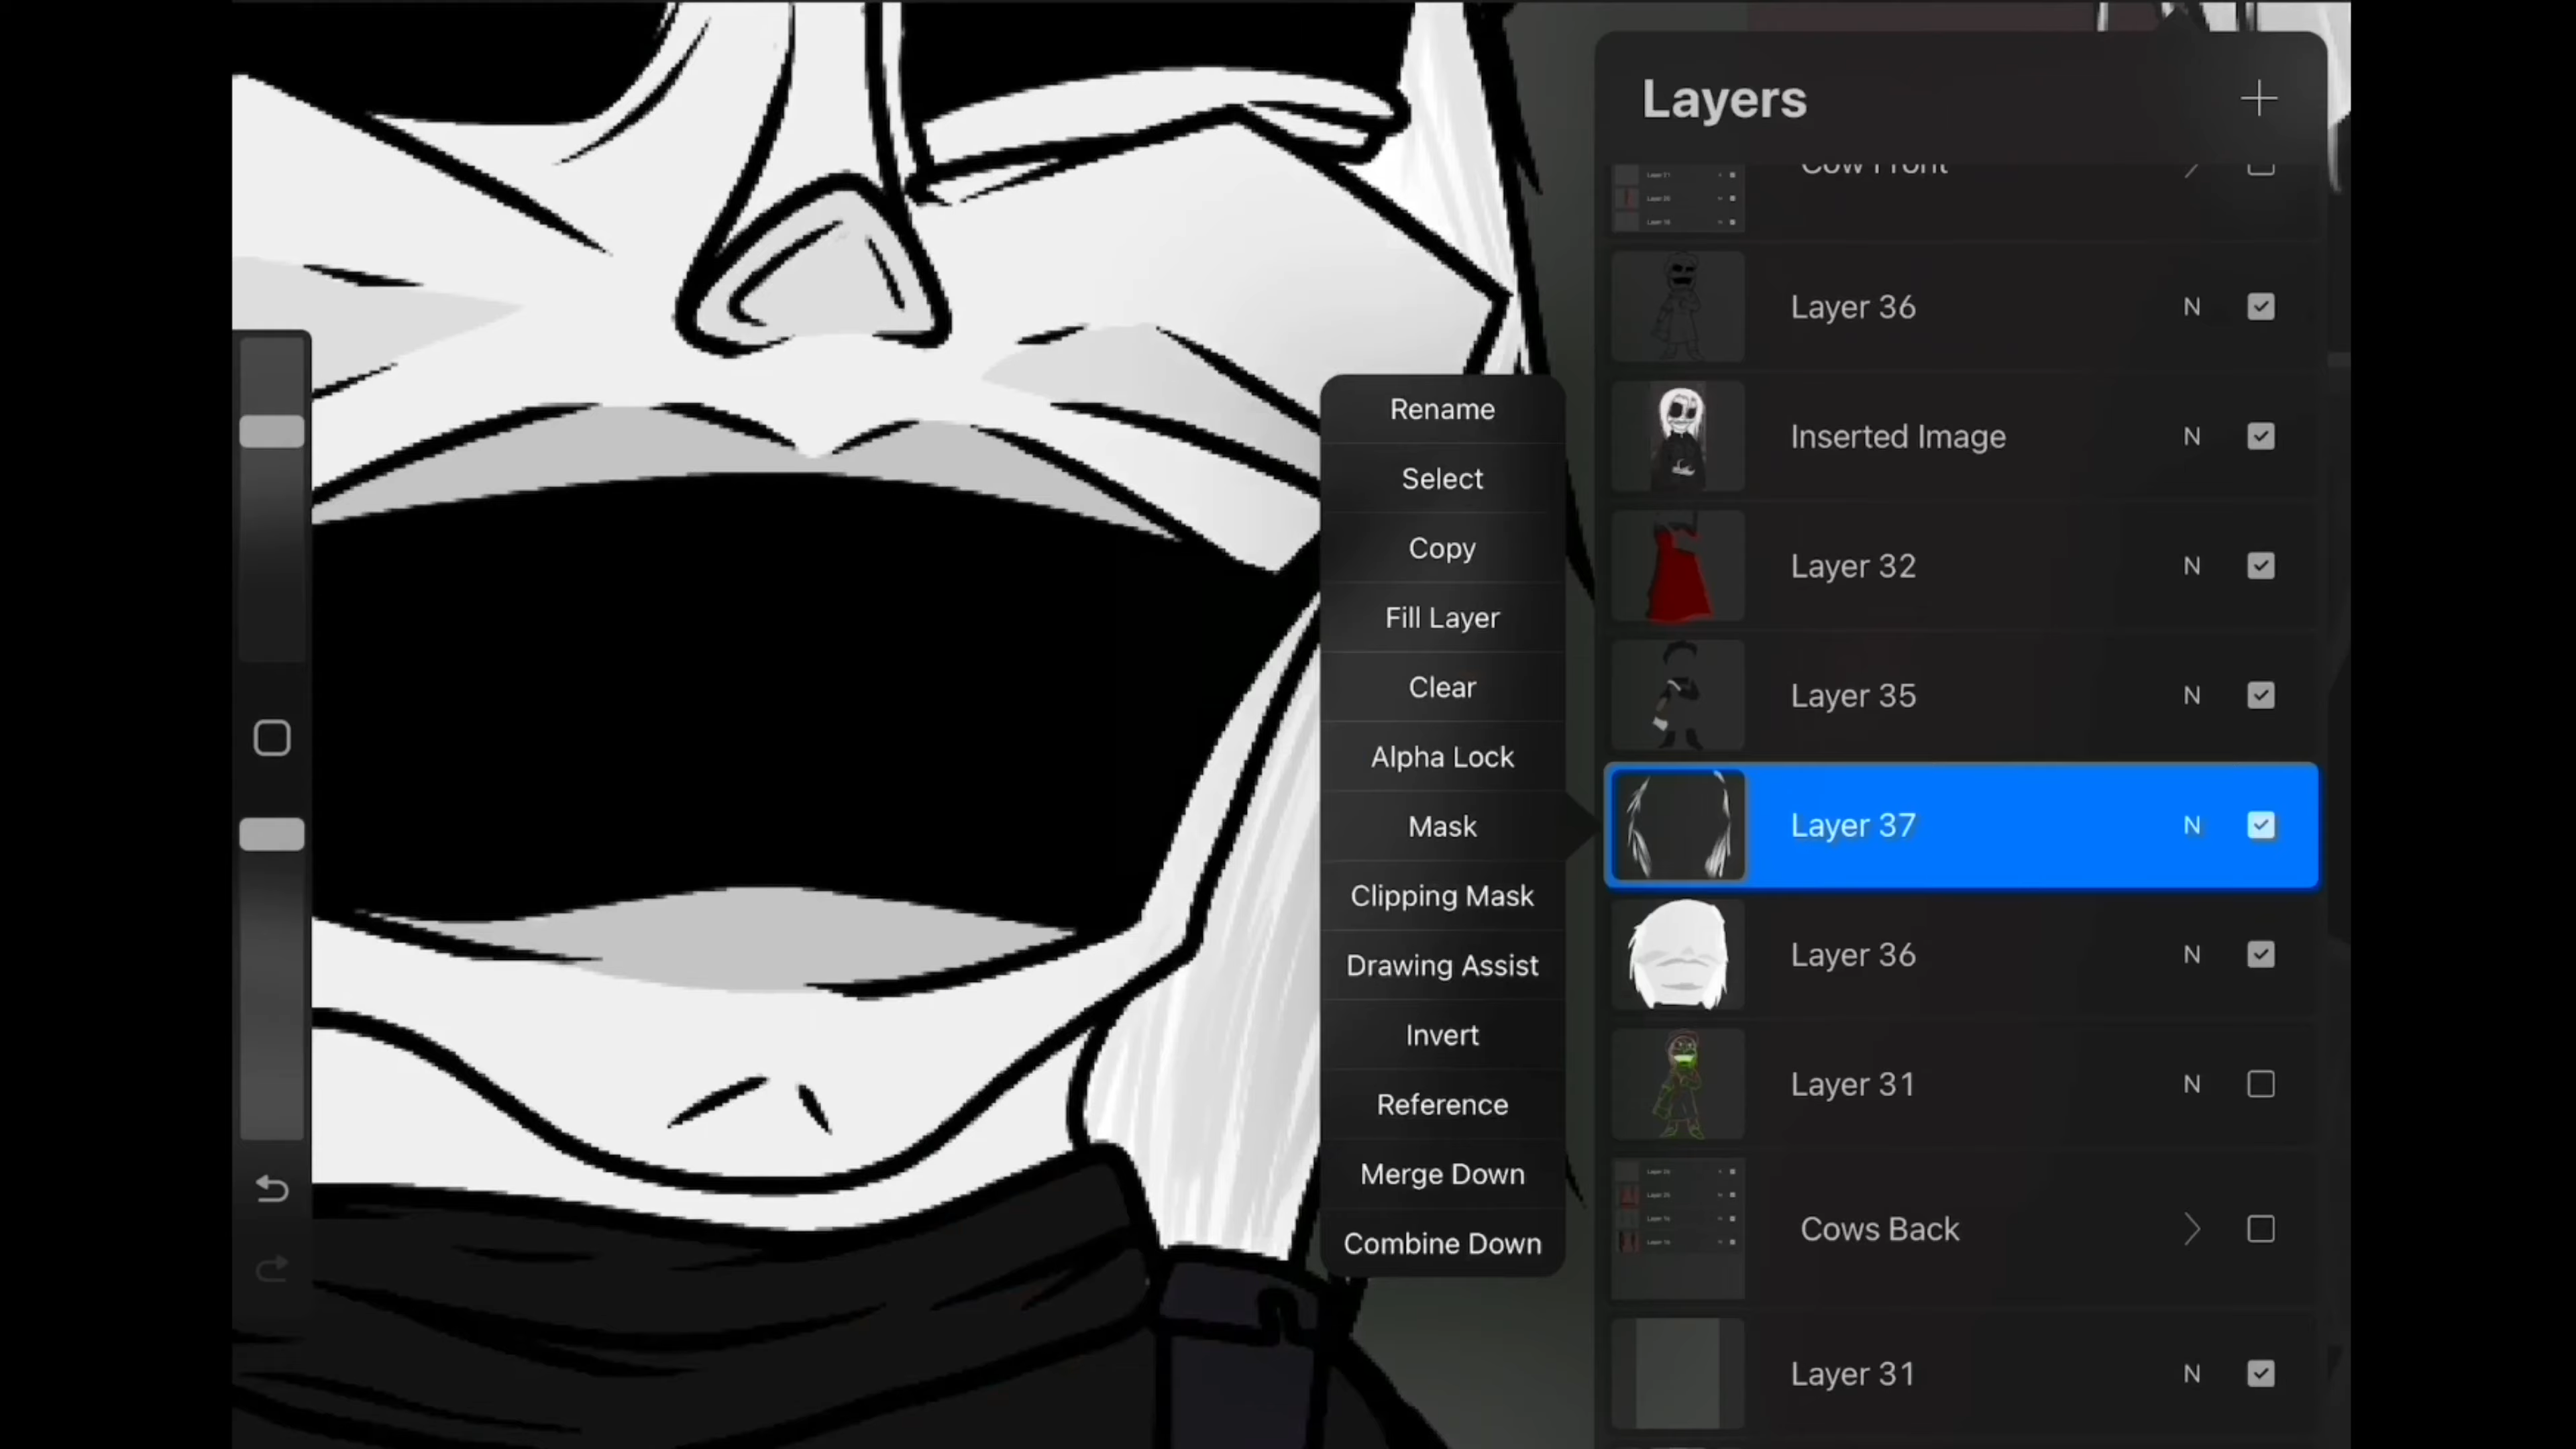 Layers
Cow Front
Layer 36 N
Inserted Image N
Layer 32 N
Layer 35 N
Layer 37 N
Layer 36 N
Layer 31 N
Cows Back
Layer 31 N
Rename
Select
Copy
Fill Layer
Clear
Alpha Lock
Mask
Clipping Mask
Drawing Assist
Invert
Reference
Merge Down
Combine Down